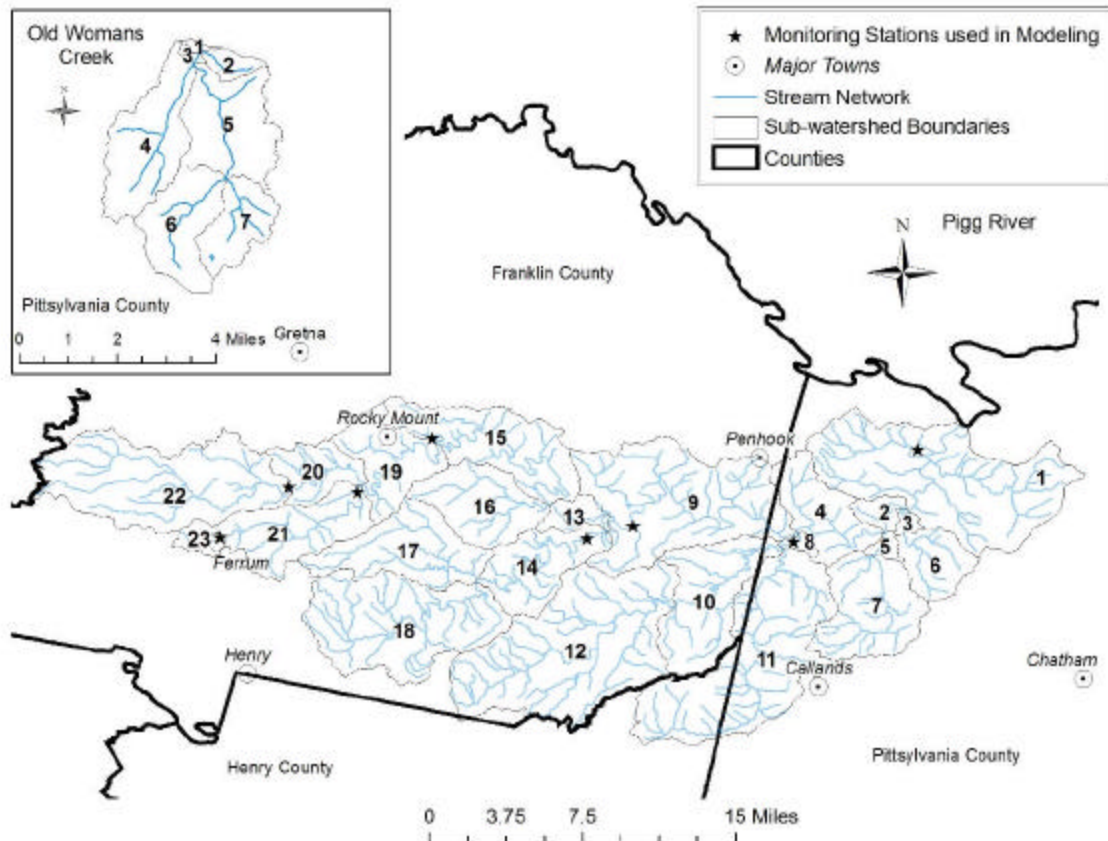 Old Womans
Creek
N
1
3
2
5
4
6
7
Pittsylvania County
0 1 2 4 Miles
Gretna
★ Monitoring Stations used in Modeling
Major Towns
Stream Network
Sub-watershed Boundaries
Counties
N
Pigg River
Franklin County
Rocky Mount
Penhook
15
20
19
22
16
9
1
13
4
2
3
23
21
Ferrum
17
14
8
5
6
10
7
18
12
11
Henry
Callands
Chatham
Henry County
Pittsylvania County
0 3.75 7.5 15 Miles